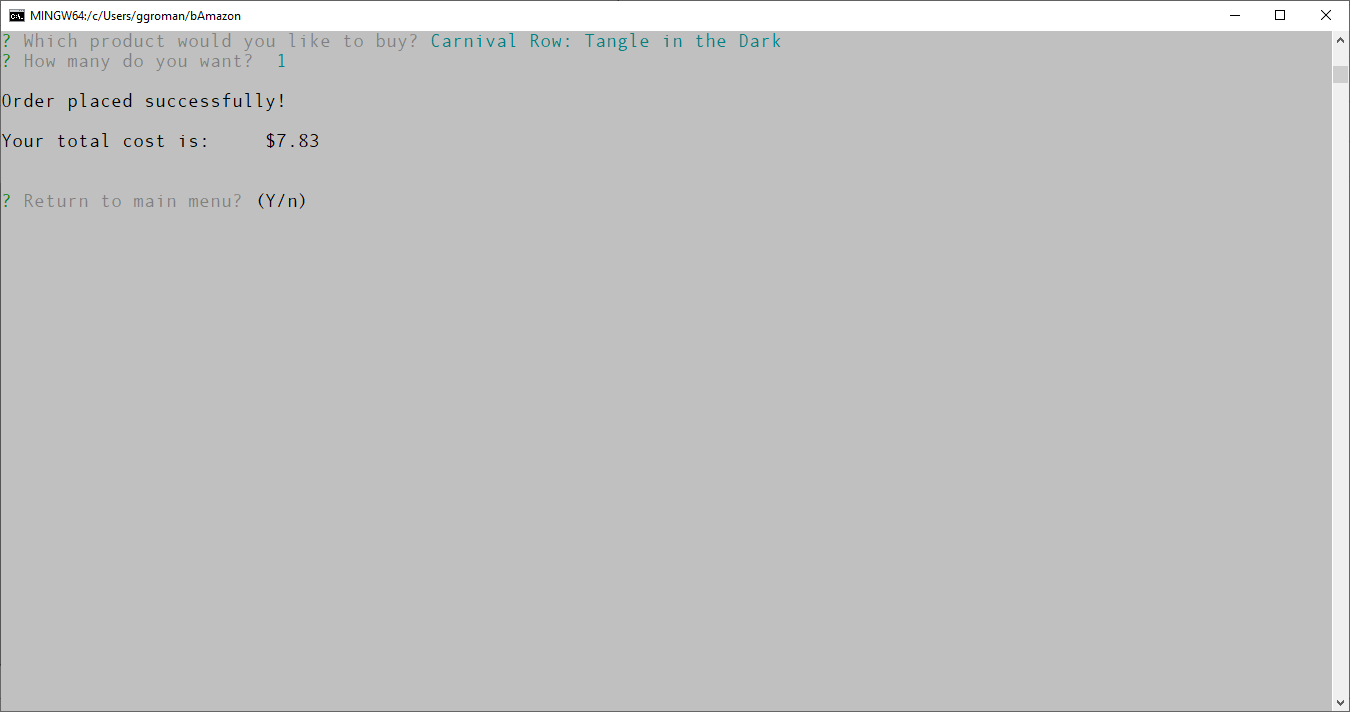 MINGW64:/c/Users/ggroman/bAmazon
? Which product would you like to buy? Carnival Row: Tangle in the Dark
? How many do you want?  1
Order placed successfully!
Your total cost is:     $7.83
? Return to main menu? (Y/n)